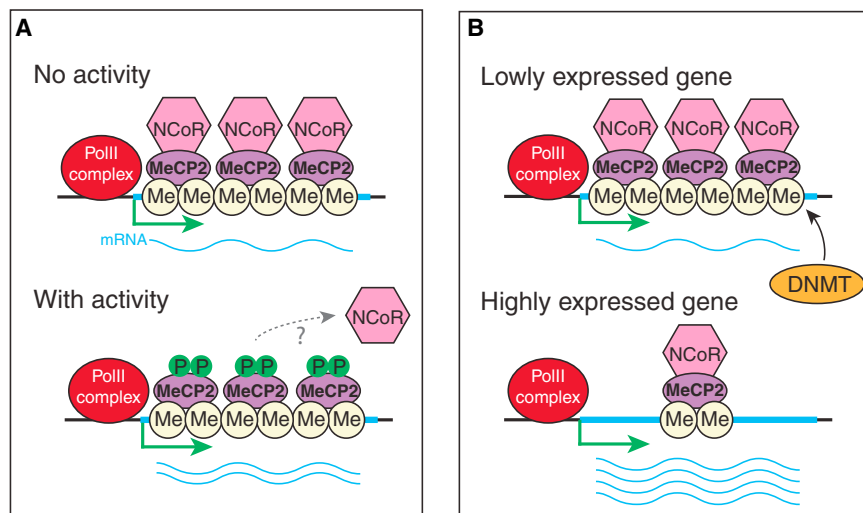 A
No activity
NCoR NCoR NCoR
PolII
complex
MeCP2 MeCP2 MeCP2
Me Me Me Me Me Me
mRNA
With activity
NCoR
?
P P P P P P
PolII
complex
MeCP2 MeCP2 MeCP2
Me Me Me Me Me Me
B
Lowly expressed gene
NCoR NCoR NCoR
PolII
complex
MeCP2 MeCP2 MeCP2
Me Me Me Me Me Me
DNMT
Highly expressed gene
NCoR
PolII
complex
MeCP2
Me Me